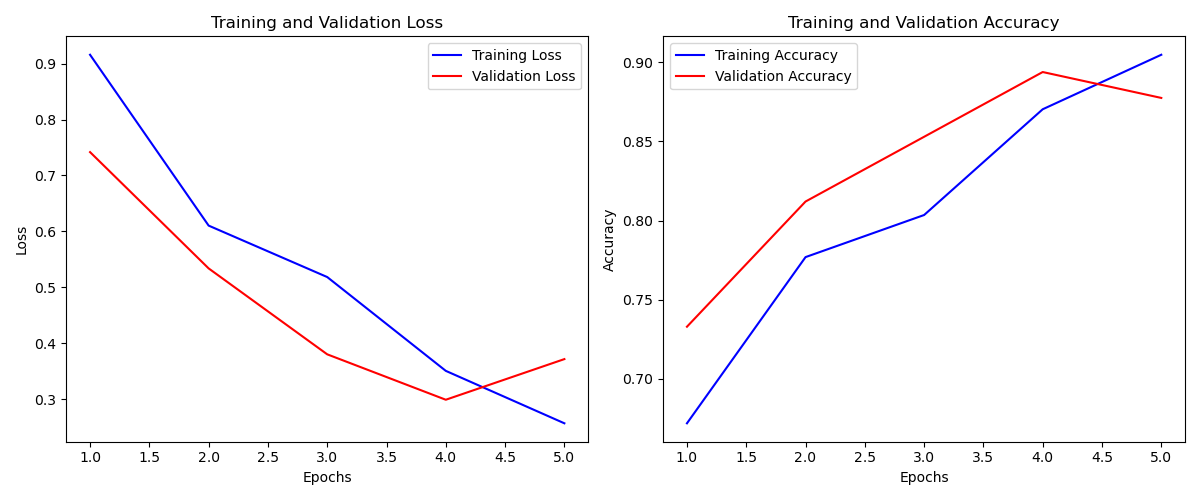 Training and Validation Loss
Training Loss
Validation Loss
0.9
0.8
0.7
0.6
0.5
0.4
0.3
Loss
1.0 1.5 2.0 2.5 3.0 3.5 4.0 4.5 5.0
Epochs
Training and Validation Accuracy
Training Accuracy
Validation Accuracy
0.90
0.85
0.80
0.75
0.70
Accuracy
1.0 1.5 2.0 2.5 3.0 3.5 4.0 4.5 5.0
Epochs